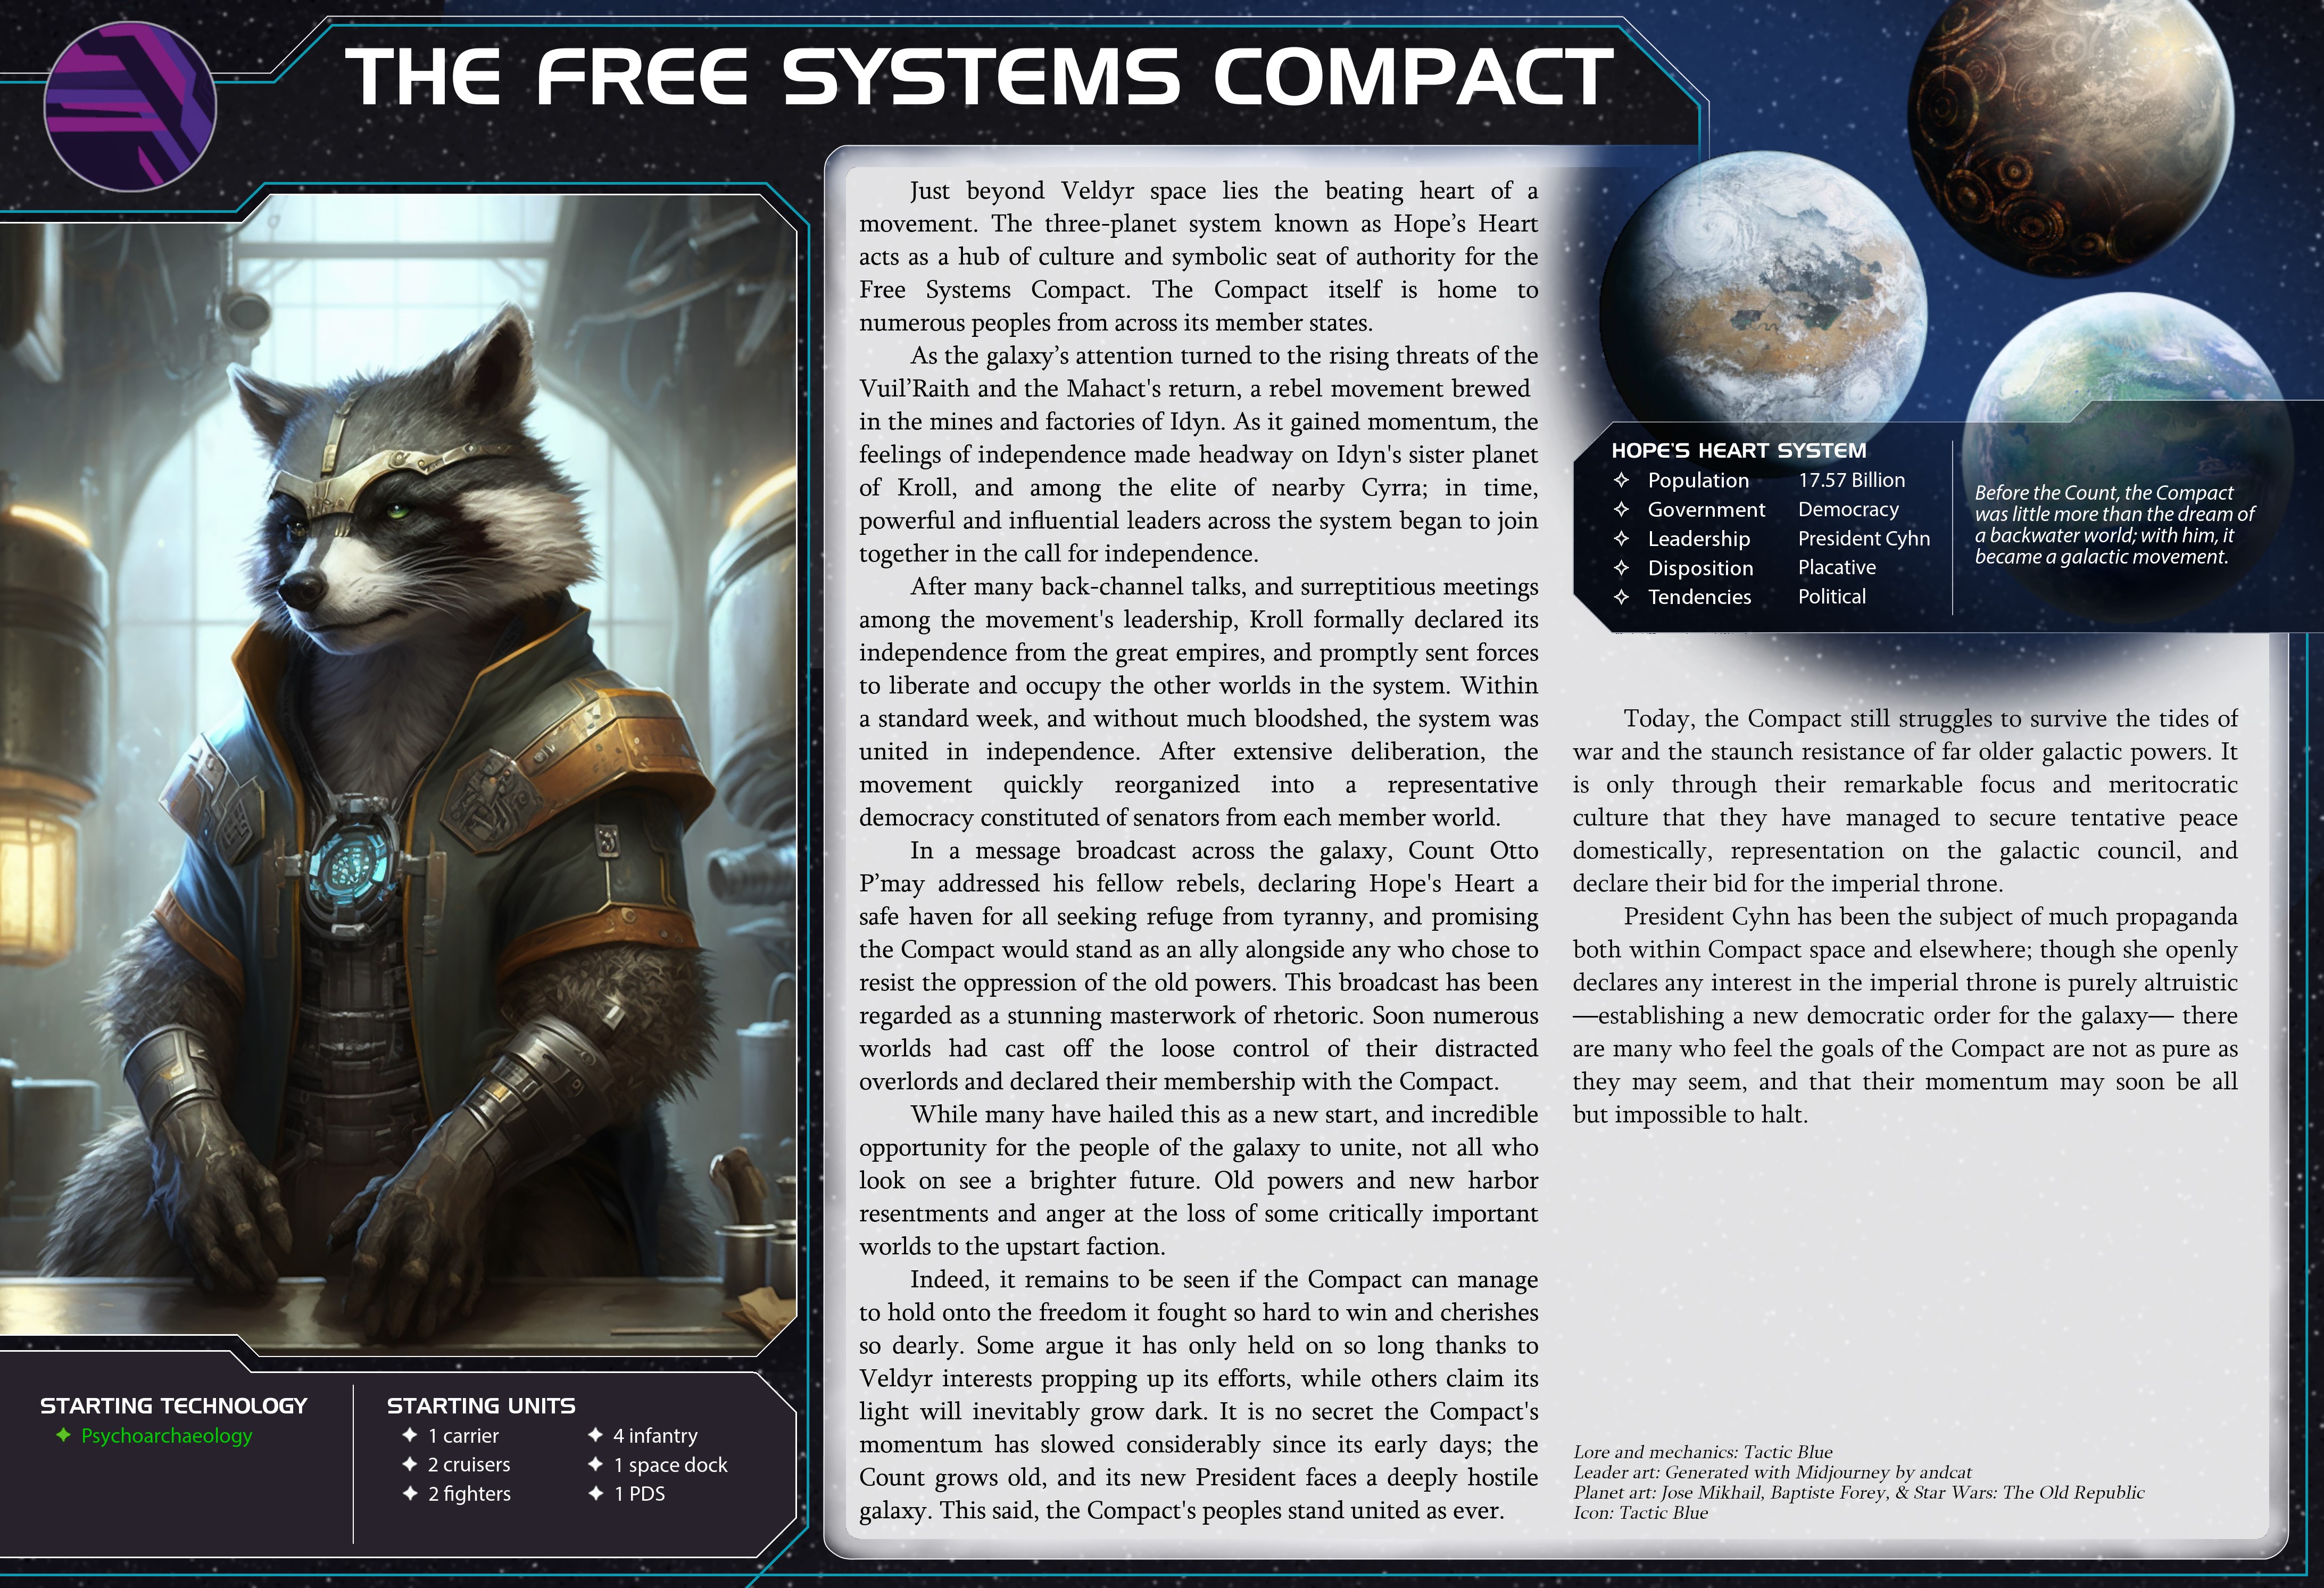 THE FREE SYSTEMS COMPACT
Just beyond Veldyr space lies the beating heart of a
movement. The three-planet system known as Hope’s Heart
acts as a hub of culture and symbolic seat of authority for the
Free Systems Compact. The Compact itself is home to
numerous peoples from across its member states.
As the galaxy’s attention turned to the rising threats of the
Vuil’Raith and the Mahact's return, a rebel movement brewed
in the mines and factories of Idyn. As it gained momentum, the
feelings of independence made headway on Idyn's sister planet
of Kroll, and among the elite of nearby Cyrra; in time,
powerful and influential leaders across the system began to join
together in the call for independence.
After many back-channel talks, and surreptitious meetings
among the movement's leadership, Kroll formally declared its
independence from the great empires, and promptly sent forces
to liberate and occupy the other worlds in the system. Within
a standard week, and without much bloodshed, the system was
united in independence. After extensive deliberation, the
movement quickly reorganized into a representative
democracy constituted of senators from each member world.
In a message broadcast across the galaxy, Count Otto
P’may addressed his fellow rebels, declaring Hope's Heart a
safe haven for all seeking refuge from tyranny, and promising
the Compact would stand as an ally alongside any who chose to
resist the oppression of the old powers. This broadcast has been
regarded as a stunning masterwork of rhetoric. Soon numerous
worlds had cast off the loose control of their distracted
overlords and declared their membership with the Compact.
While many have hailed this as a new start, and incredible
opportunity for the people of the galaxy to unite, not all who
look on see a brighter future. Old powers and new harbor
resentments and anger at the loss of some critically important
worlds to the upstart faction.
Indeed, it remains to be seen if the Compact can manage
to hold onto the freedom it fought so hard to win and cherishes
so dearly. Some argue it has only held on so long thanks to
Veldyr interests propping up its efforts, while others claim its
light will inevitably grow dark. It is no secret the Compact's
momentum has slowed considerably since its early days; the
Count grows old, and its new President faces a deeply hostile
galaxy. This said, the Compact's peoples stand united as ever.
HOPE'S HEART SYSTEM
Population 17.57 Billion
Government Democracy
Leadership President Cyhn
Disposition Placative
Tendencies Political
Before the Count, the Compact
was little more than the dream of
a backwater world; with him, it
became a galactic movement.
Today, the Compact still struggles to survive the tides of
war and the staunch resistance of far older galactic powers. It
is only through their remarkable focus and meritocratic
culture that they have managed to secure tentative peace
domestically, representation on the galactic council, and
declare their bid for the imperial throne.
President Cyhn has been the subject of much propaganda
both within Compact space and elsewhere; though she openly
declares any interest in the imperial throne is purely altruistic
—establishing a new democratic order for the galaxy— there
are many who feel the goals of the Compact are not as pure as
they may seem, and that their momentum may soon be all
but impossible to halt.
Lore and mechanics: Tactic Blue
Leader art: Generated with Midjourney by andcat
Planet art: Jose Mikhail, Baptiste Forey, & Star Wars: The Old Republic
Icon: Tactic Blue
STARTING TECHNOLOGY
Psychoarchaeology
STARTING UNITS
1 carrier
2 cruisers
2 fighters
4 infantry
1 space dock
1 PDS